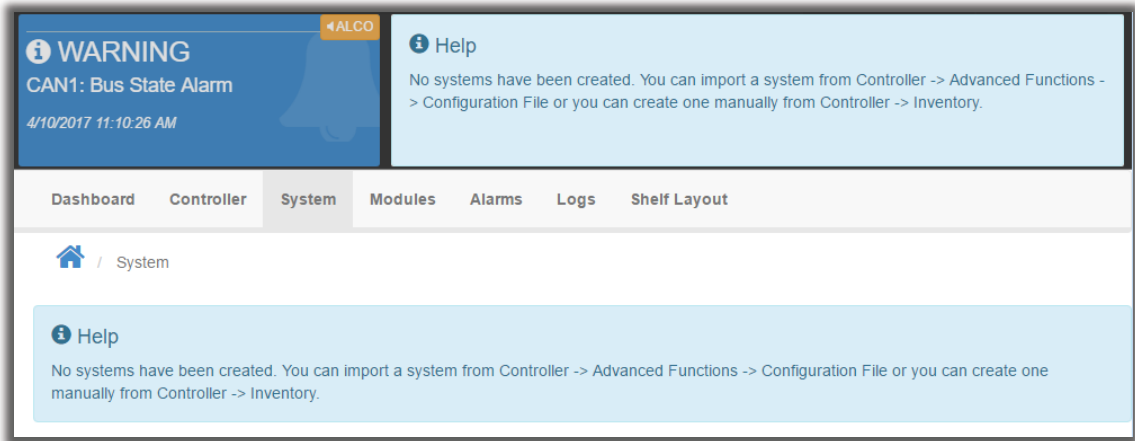 ALCO
WARNING
CAN1: Bus State Alarm
4/10/2017 11:10:26 AM
Help
No systems have been created. You can import a system from Controller -> Advanced Functions -
> Configuration File or you can create one manually from Controller -> Inventory.
Dashboard Controller System Modules Alarms Logs Shelf Layout
/ System
Help
No systems have been created. You can import a system from Controller -> Advanced Functions -> Configuration File or you can create one
manually from Controller -> Inventory.